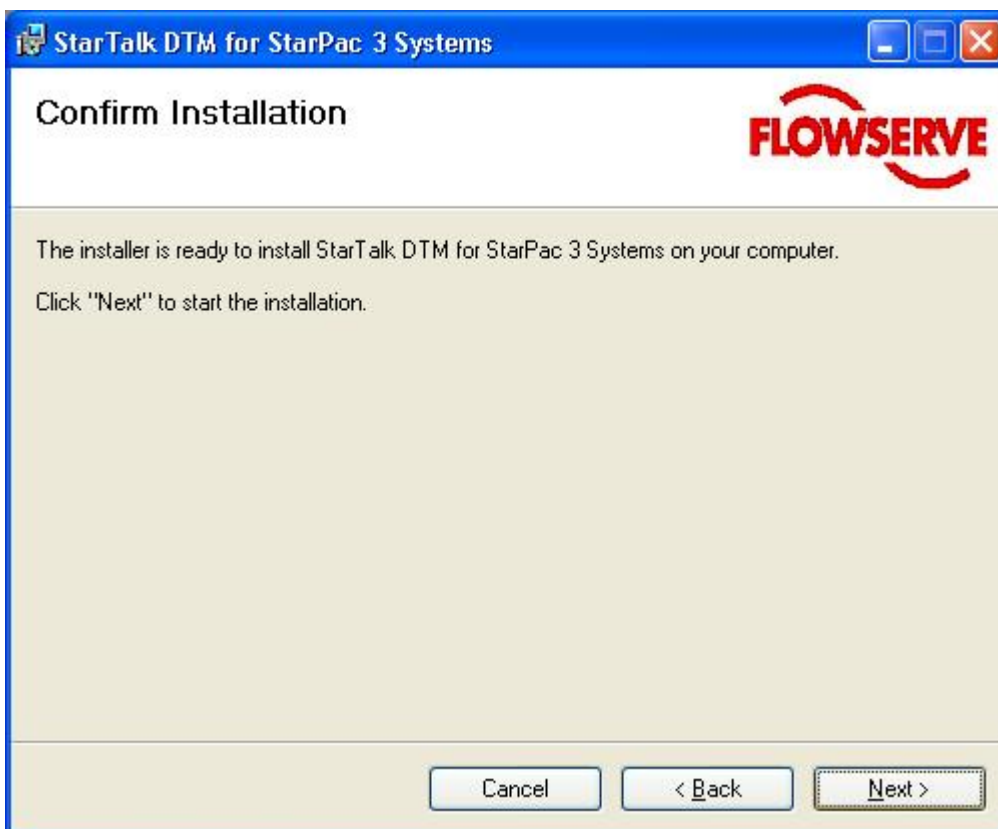 StarTalk DTM for StarPac 3 Systems
Confirm Installation
FLOWSERVE
The installer is ready to install StarTalk DTM for StarPac 3 Systems on your computer.
Click "Next" to start the installation.
Cancel
< Back
Next >